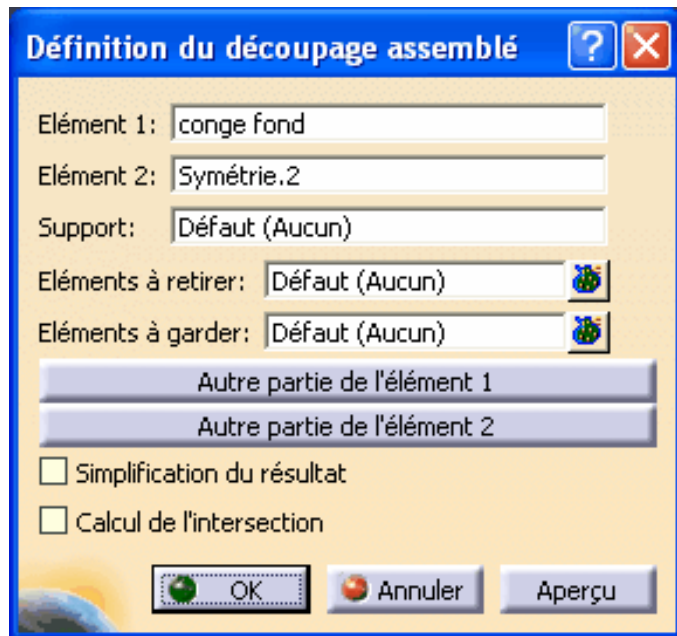 Définition du découpage assemblé
?
Elément 1: conge fond
Elément 2: Symétrie.2
Support: Défaut (Aucun)
Eléments à retirer: Défaut (Aucun)
Eléments à garder: Défaut (Aucun)
Autre partie de l'élément 1
Autre partie de l'élément 2
Simplification du résultat
Calcul de l'intersection
OK Annuler Aperçu